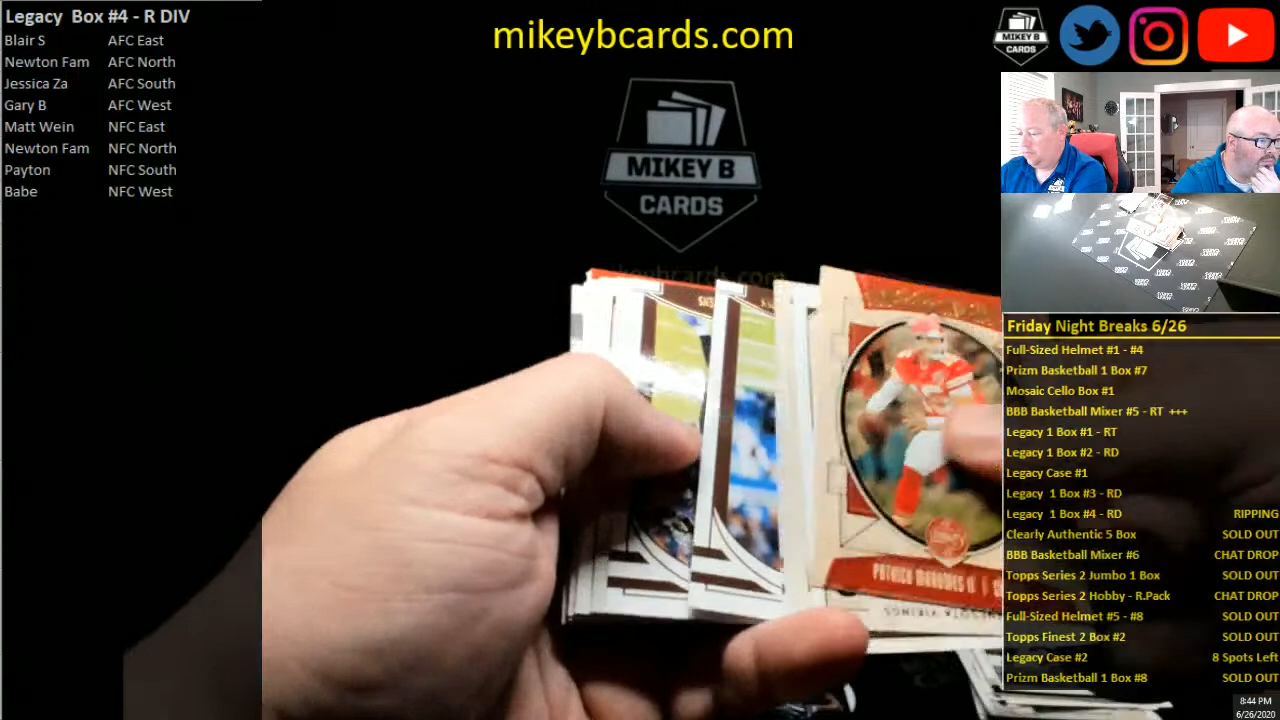 Legacy Box #4 - R DIV
Blair S AFC East
Newton Fam AFC North
Jessica Za AFC South
Gary B AFC West
Matt Wein NFC East
Newton Fam NFC North
Payton NFC South
Babe NFC West
mikeybcards.com
MIKEY B
CARDS
MIKEY B
CARDS
PATRICK MAHOMES II
Friday Night Breaks 6/26
Full-Sized Helmet #1 - #4
Prizm Basketball 1 Box #7
Mosaic Cello Box #1
BBB Basketball Mixer #5 - RT +++
Legacy 1 Box #1 - RT
Legacy 1 Box #2 - RD
Legacy Case #1
Legacy 1 Box #3 - RD
Legacy 1 Box #4 - RD RIPPING
Clearly Authentic 5 Box SOLD OUT
BBB Basketball Mixer #6 CHAT DROP
Topps Series 2 Jumbo 1 Box SOLD OUT
Topps Series 2 Hobby - R.Pack CHAT DROP
Full-Sized Helmet #5 - #8 SOLD OUT
Topps Finest 2 Box #2 SOLD OUT
Legacy Case #2 8 Spots Left
Prizm Basketball 1 Box #8 SOLD OUT
8:44 PM
6/26/2020